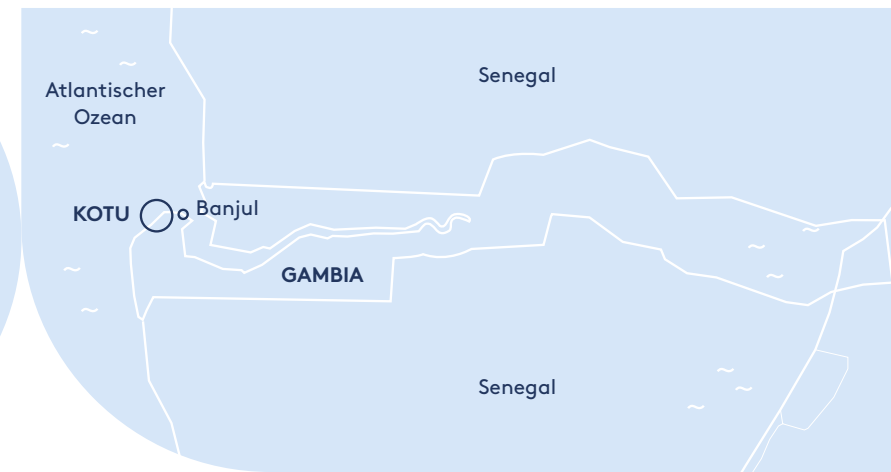 Senegal
Atlantischer
Ozean
KOTU
Banjul
GAMBIA
Senegal